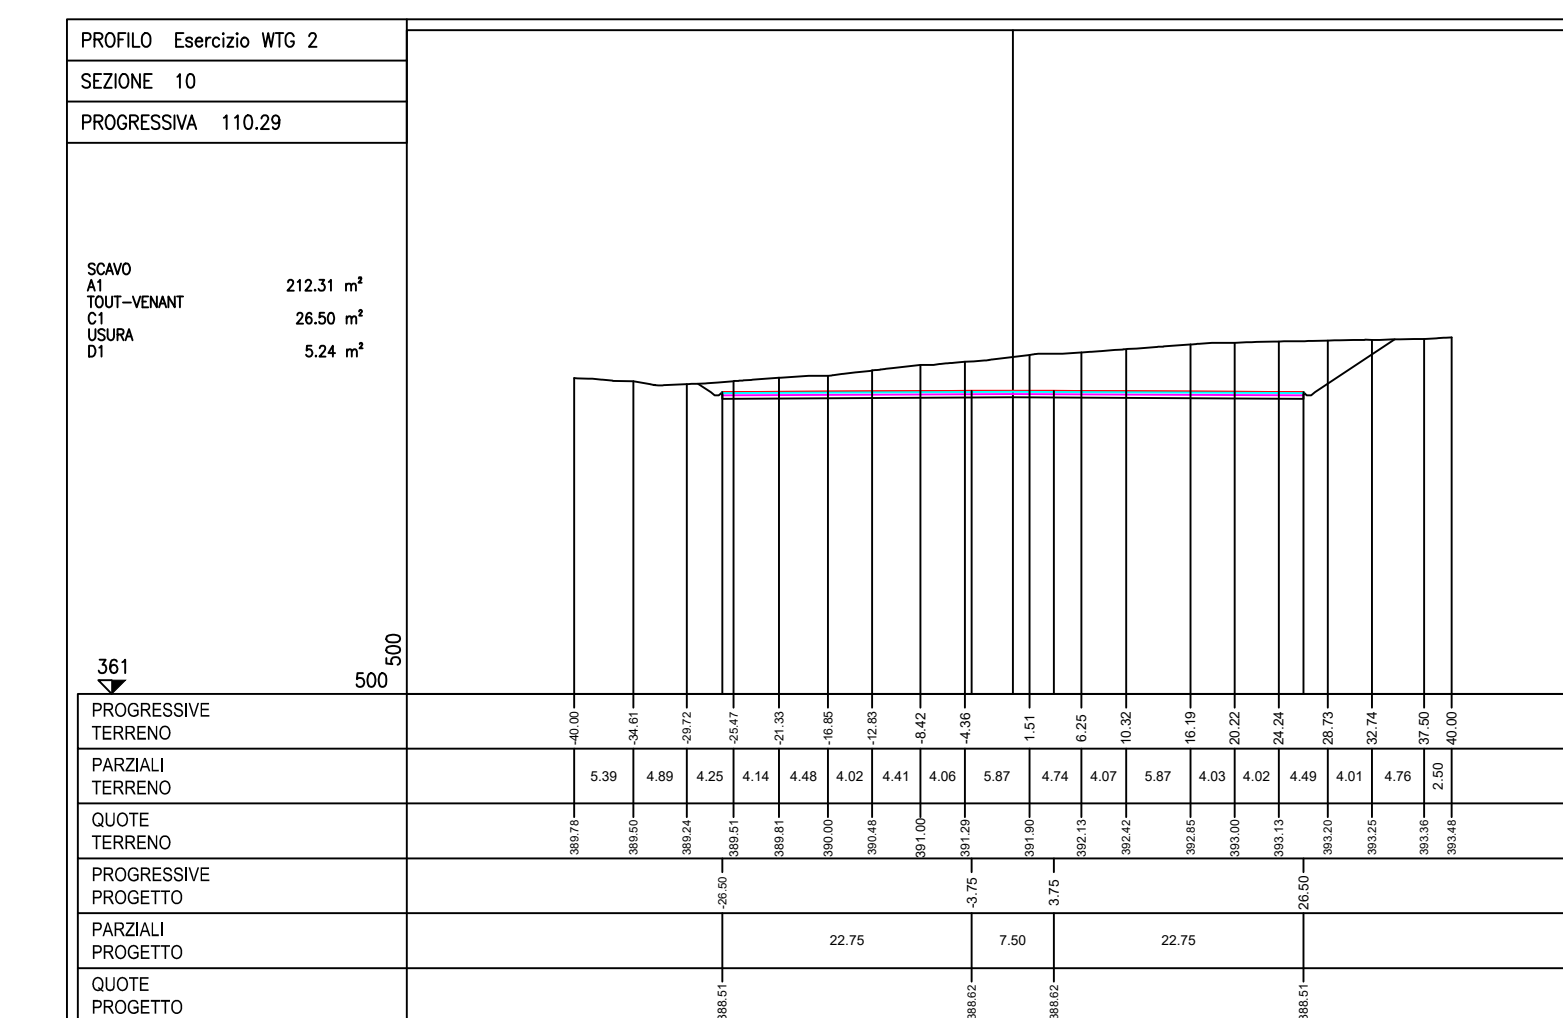 PROFILO Esercizio WTG 2
SEZIONE 10
PROGRESSIVA 110.29
SCAVO
A1 212.31 m²
TOUT-VENANT
C1 26.50 m²
USURA
D1 5.24 m²
500
361
500
PROGRESSIVE
TERRENO
-40.00 -34.61 -29.72 -25.47 -21.33 -16.85 -12.83 -8.42 -4.36 1.51 6.25 10.32 16.19 20.22 24.24 28.73 32.74 37.50 40.00
PARZIALI
TERRENO
5.39 4.89 4.25 4.14 4.48 4.02 4.41 4.06 5.87 4.74 4.07 5.87 4.03 4.02 4.49 4.01 4.76 2.50
QUOTE
TERRENO
389.78 389.50 389.24 389.51 389.81 390.00 390.48 391.00 391.29 391.90 392.13 392.42 392.85 393.00 393.13 393.20 393.25 393.36 393.48
PROGRESSIVE
PROGETTO
-26.50 -3.75 3.75 26.50
PARZIALI
PROGETTO
22.75 7.50 22.75
QUOTE
PROGETTO
388.51 388.62 388.62 388.51